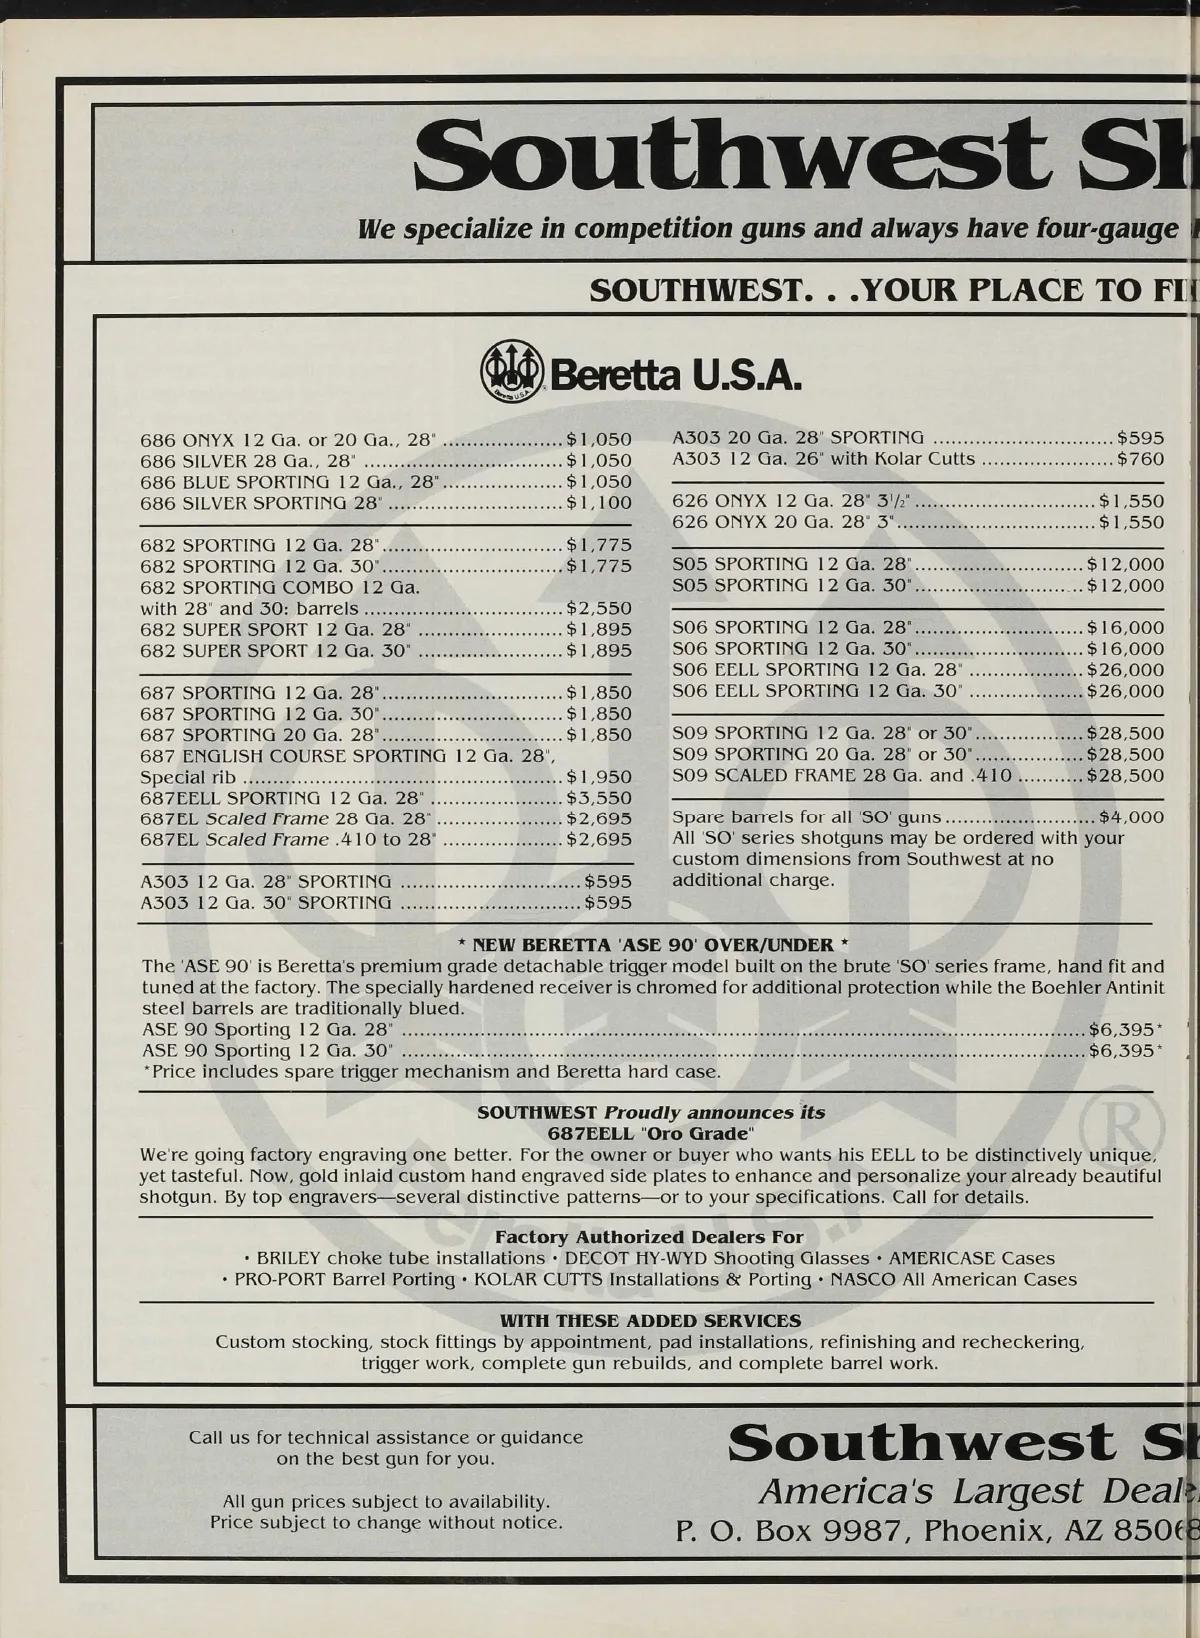 Southwest Sh
We specialize in competition guns and always have four-gauge
SOUTHWEST. . .YOUR PLACE TO FI
Beretta U.S.A.
686 ONYX 12 Ga. or 20 Ga., 28" ....................$1,050
686 SILVER 28 Ga., 28" .................................$1,050
686 BLUE SPORTING 12 Ga., 28"....................$1,050
686 SILVER SPORTING 28" .............................$1,100
682 SPORTING 12 Ga. 28"..............................$1,775
682 SPORTING 12 Ga. 30"..............................$1,775
682 SPORTING COMBO 12 Ga.
with 28" and 30: barrels .................................$2,550
682 SUPER SPORT 12 Ga. 28" ........................$1,895
682 SUPER SPORT 12 Ga. 30" ........................$1,895
687 SPORTING 12 Ga. 28"..............................$1,850
687 SPORTING 12 Ga. 30"..............................$1,850
687 SPORTING 20 Ga. 28"..............................$1,850
687 ENGLISH COURSE SPORTING 12 Ga. 28",
Special rib .....................................................$1,950
687EELL SPORTING 12 Ga. 28" ......................$3,550
687EL Scaled Frame 28 Ga. 28" .....................$2,695
687EL Scaled Frame .410 to 28" ....................$2,695
A303 12 Ga. 28" SPORTING ..............................$595
A303 12 Ga. 30" SPORTING ..............................$595
A303 20 Ga. 28" SPORTING ..............................$595
A303 12 Ga. 26" with Kolar Cutts ......................$760
626 ONYX 12 Ga. 28" 3 1/2" ..............................$1,550
626 ONYX 20 Ga. 28" 3".................................$1,550
S05 SPORTING 12 Ga. 28"............................$12,000
S05 SPORTING 12 Ga. 30"............................$12,000
S06 SPORTING 12 Ga. 28"............................$16,000
S06 SPORTING 12 Ga. 30"............................$16,000
S06 EELL SPORTING 12 Ga. 28" ...................$26,000
S06 EELL SPORTING 12 Ga. 30" ...................$26,000
S09 SPORTING 12 Ga. 28" or 30"..................$28,500
S09 SPORTING 20 Ga. 28" or 30"..................$28,500
S09 SCALED FRAME 28 Ga. and .410 ...........$28,500
Spare barrels for all 'SO' guns .........................$4,000
All 'SO' series shotguns may be ordered with your
custom dimensions from Southwest at no
additional charge.
* NEW BERETTA 'ASE 90' OVER/UNDER *
The 'ASE 90' is Beretta's premium grade detachable trigger model built on the brute 'SO' series frame, hand fit and
tuned at the factory. The specially hardened receiver is chromed for additional protection while the Boehler Antinit
steel barrels are traditionally blued.
ASE 90 Sporting 12 Ga. 28" ..................................................................................................................$6,395*
ASE 90 Sporting 12 Ga. 30" ..................................................................................................................$6,395*
*Price includes spare trigger mechanism and Beretta hard case.
SOUTHWEST Proudly announces its
687EELL "Oro Grade"
We're going factory engraving one better. For the owner or buyer who wants his EELL to be distinctively unique,
yet tasteful. Now, gold inlaid custom hand engraved side plates to enhance and personalize your already beautiful
shotgun. By top engravers—several distinctive patterns—or to your specifications. Call for details.
Factory Authorized Dealers For
• BRILEY choke tube installations • DECOT HY-WYD Shooting Glasses • AMERICASE Cases
• PRO-PORT Barrel Porting • KOLAR CUTTS Installations & Porting • NASCO All American Cases
WITH THESE ADDED SERVICES
Custom stocking, stock fittings by appointment, pad installations, refinishing and recheckering,
trigger work, complete gun rebuilds, and complete barrel work.
Call us for technical assistance or guidance
on the best gun for you.
All gun prices subject to availability.
Price subject to change without notice.
Southwest Sh
America's Largest Deale
P. O. Box 9987, Phoenix, AZ 85068
Beretta U.S.A.
®